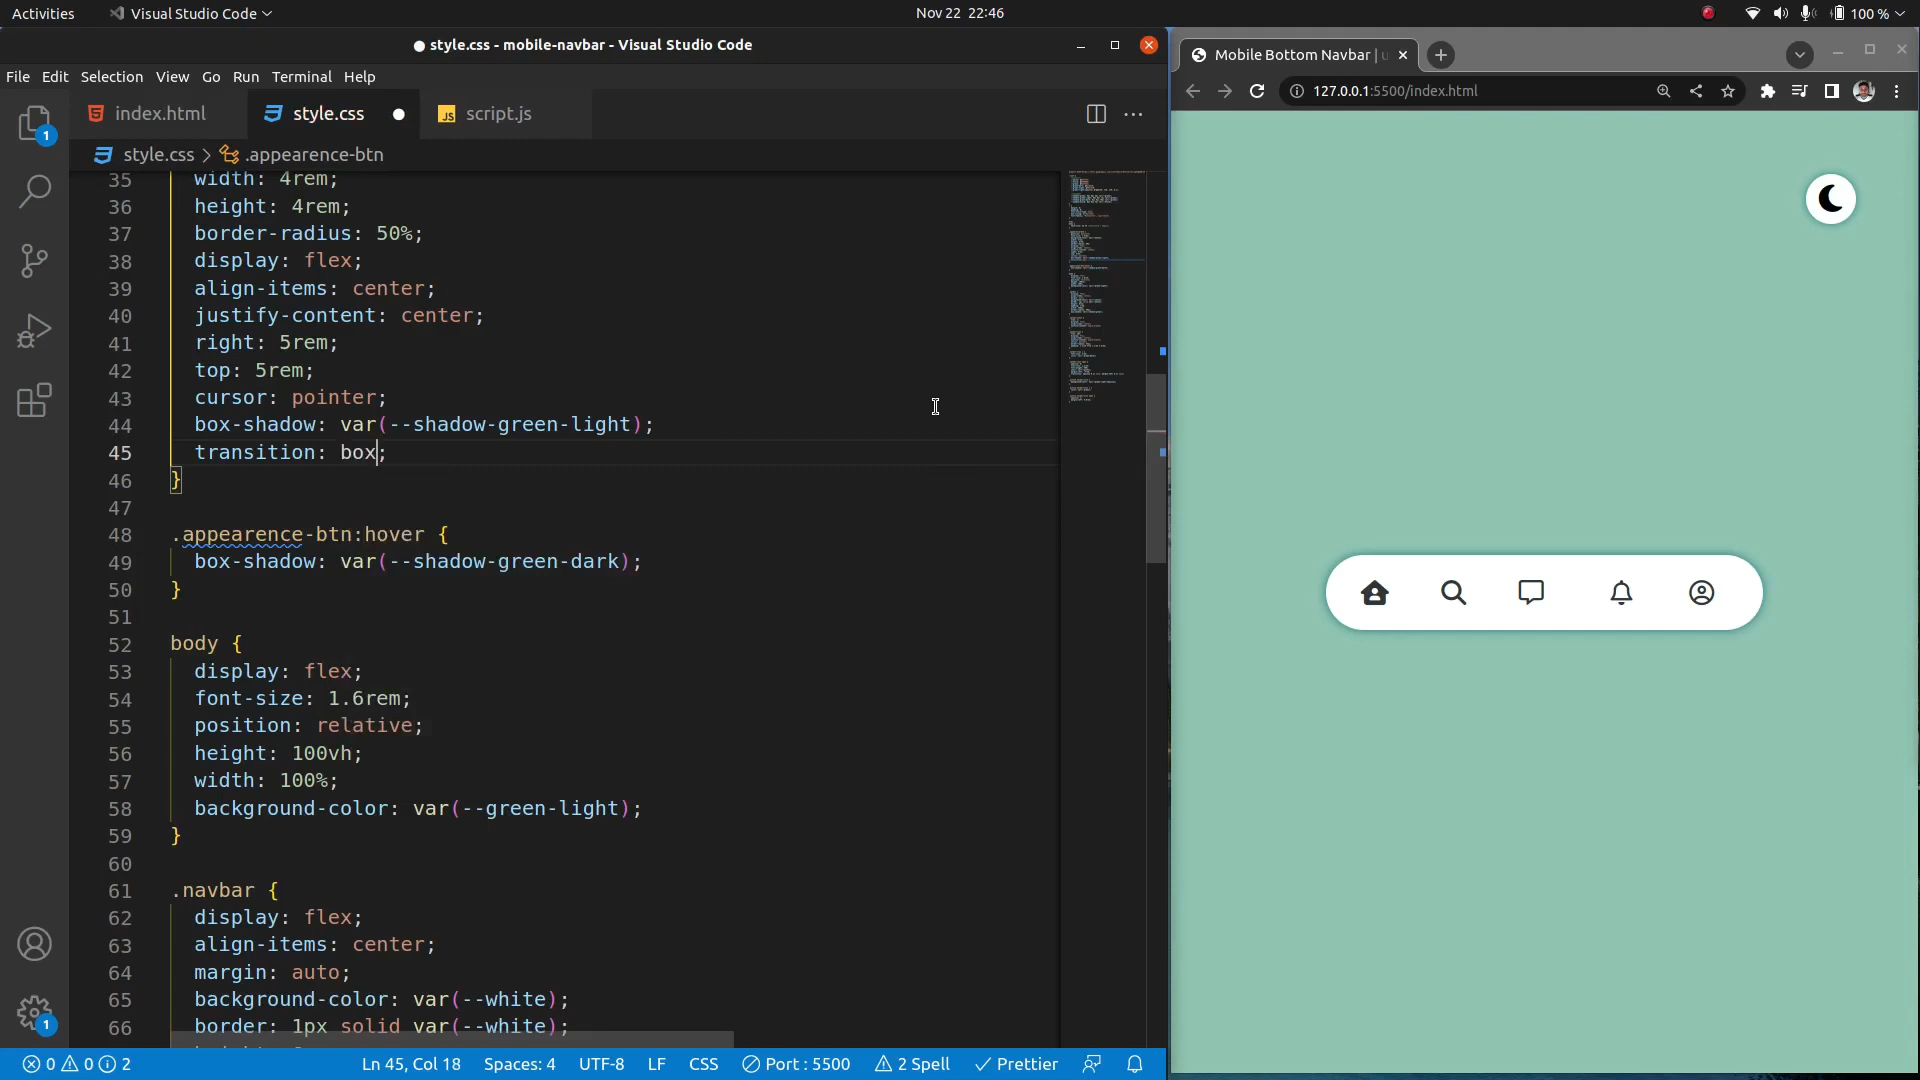 Activities Visual Studio Code Nov 22 22:46 100 %
style.css - mobile-navbar - Visual Studio Code
File Edit Selection View Go Run Terminal Help
index.html style.css script.js
style.css > .appearence-btn
35 width: 4rem;
36 height: 4rem;
37 border-radius: 50%;
38 display: flex;
39 align-items: center;
40 justify-content: center;
41 right: 5rem;
42 top: 5rem;
43 cursor: pointer;
44 box-shadow: var(--shadow-green-light);
45 transition: box;
46 }
47
48 .appearence-btn:hover {
49 box-shadow: var(--shadow-green-dark);
50 }
51
52 body {
53 display: flex;
54 font-size: 1.6rem;
55 position: relative;
56 height: 100vh;
57 width: 100%;
58 background-color: var(--green-light);
59 }
60
61 .navbar {
62 display: flex;
63 align-items: center;
64 margin: auto;
65 background-color: var(--white);
66 border: 1px solid var(--white);
1
1
0 0 2 Ln 45, Col 18 Spaces: 4 UTF-8 LF CSS Port : 5500 2 Spell Prettier
Mobile Bottom Navbar |
127.0.0.1:5500/index.html